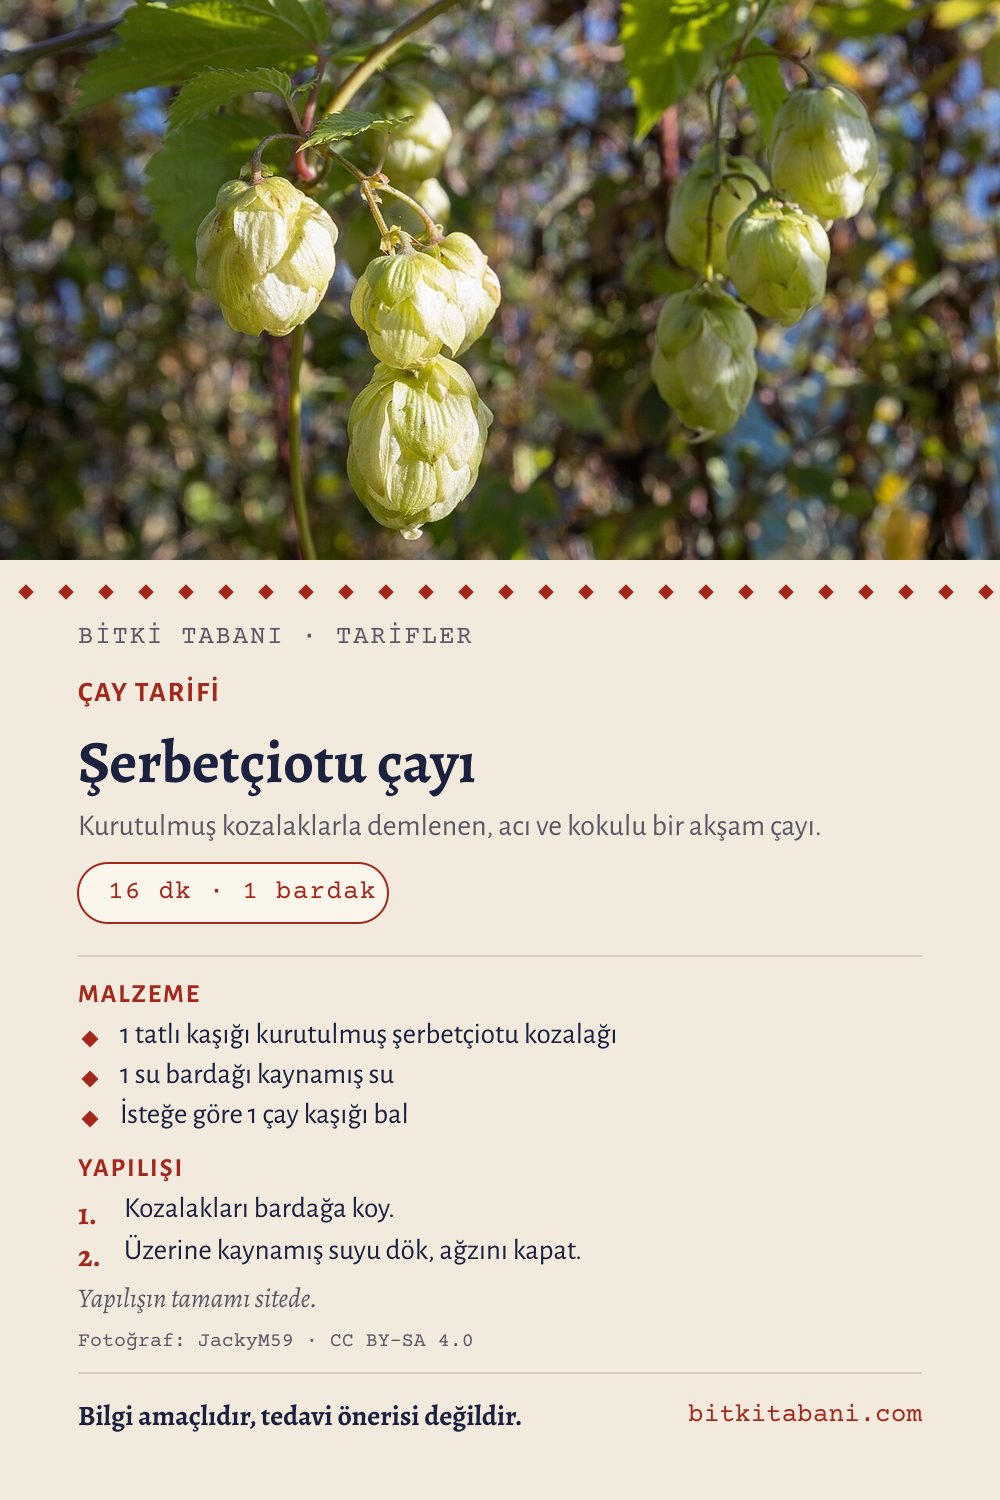 BİTKİ TABANI · TARİFLER
ÇAY TARİFİ
Şerbetçiotu çayı
Kurutulmuş kozalaklarla demlenen, acı ve kokulu bir akşam çayı.
16 dk · 1 bardak
MALZEME
1 tatlı kaşığı kurutulmuş şerbetçiotu kozalağı
1 su bardağı kaynamış su
İsteğe göre 1 çay kaşığı bal
YAPILIŞI
1. Kozalakları bardağa koy.
2. Üzerine kaynamış suyu dök, ağzını kapat.
Yapılışın tamamı sitede.
Fotoğraf: JackyM59 · CC BY-SA 4.0
Bilgi amaçlıdır, tedavi önerisi değildir.
bitkitabani.com